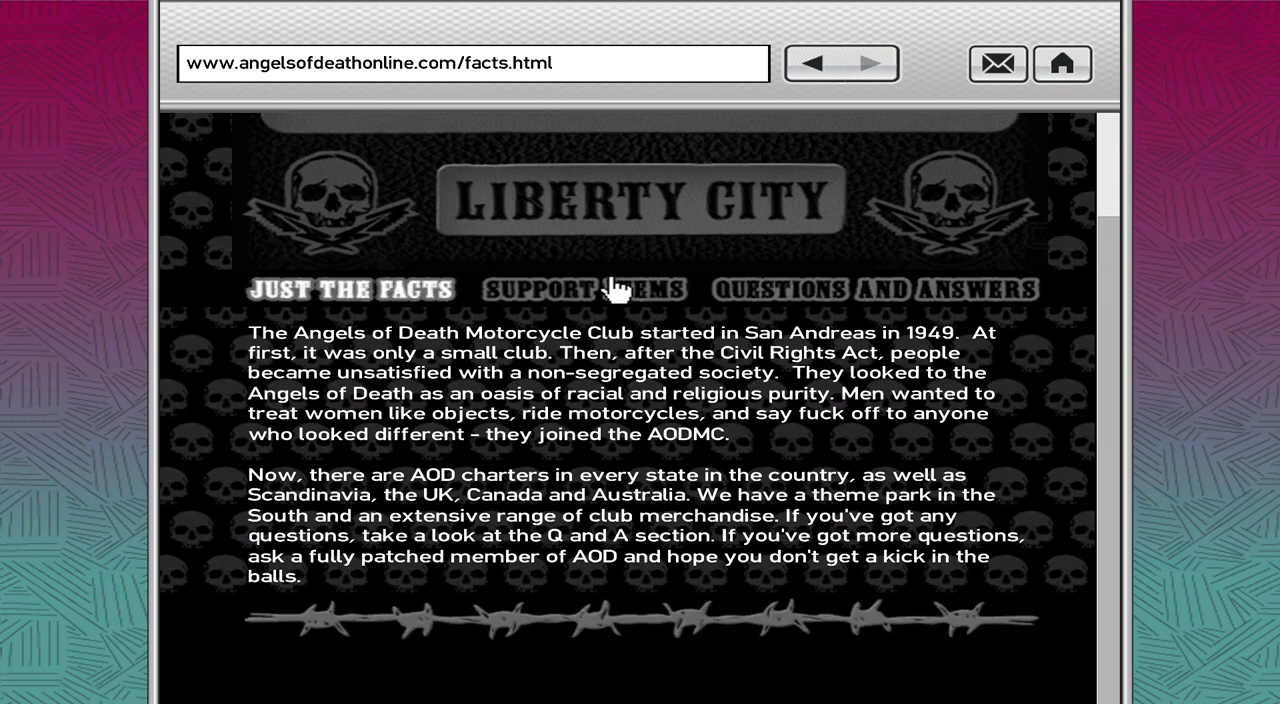 www.angelsofdeathonline.com/facts.html
LIBERTY CITY
JUST THE FACTS SUPPORT QUESTIONS AND ANSWERS
The Angels of Death Motorcycle Club started in San Andreas in 1949.  At
first, it was only a small club. Then, after the Civil Rights Act, people
became unsatisfied with a non-segregated society.  They looked to the
Angels of Death as an oasis of racial and religious purity. Men wanted to
treat women like objects, ride motorcycles, and say fuck off to anyone
who looked different - they joined the AODMC.
Now, there are AOD charters in every state in the country, as well as
Scandinavia, the UK, Canada and Australia. We have a theme park in the
South and an extensive range of club merchandise. If you've got any
questions, take a look at the Q and A section. If you've got more questions,
ask a fully patched member of AOD and hope you don't get a kick in the
balls.